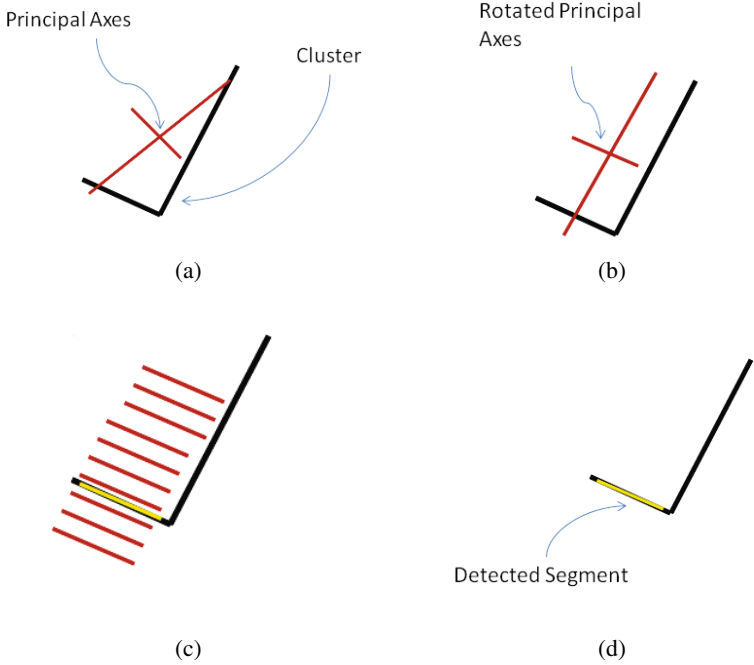 Principal Axes
Cluster
Rotated Principal
Axes
(a)
(b)
Detected Segment
(c)
(d)